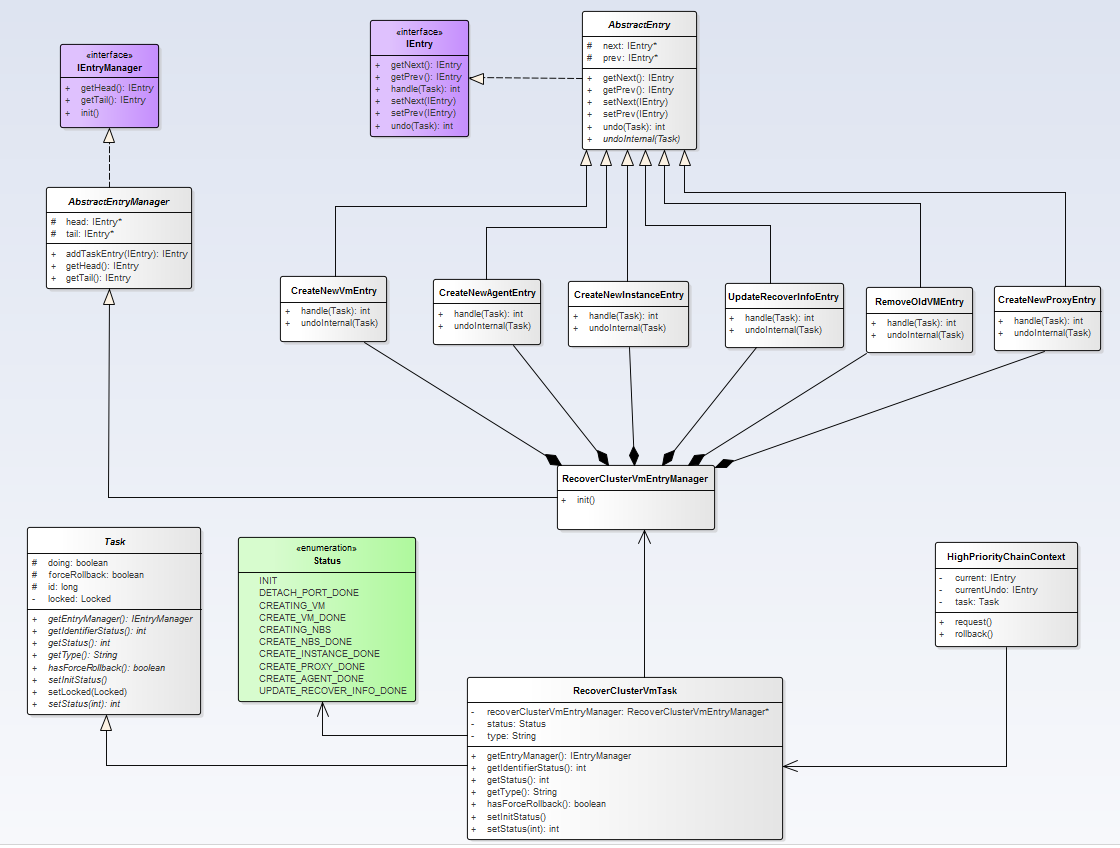 «interface»
IEntryManager
+ getHead(): IEntry
+ getTail(): IEntry
+ init()
«interface»
IEntry
+ getNext(): IEntry
+ getPrev(): IEntry
+ handle(Task): int
+ setNext(IEntry)
+ setPrev(IEntry)
+ undo(Task): int
AbstractEntry
# next: IEntry*
# prev: IEntry*
+ getNext(): IEntry
+ getPrev(): IEntry
+ setNext(IEntry)
+ setPrev(IEntry)
+ undo(Task): int
+ undoInternal(Task)
AbstractEntryManager
# head: IEntry*
# tail: IEntry*
+ addTaskEntry(IEntry): IEntry
+ getHead(): IEntry
+ getTail(): IEntry
CreateNewVmEntry
+ handle(Task): int
+ undoInternal(Task)
CreateNewAgentEntry
+ handle(Task): int
+ undoInternal(Task)
CreateNewInstanceEntry
+ handle(Task): int
+ undoInternal(Task)
UpdateRecoverInfoEntry
+ handle(Task): int
+ undoInternal(Task)
RemoveOldVMEntry
+ handle(Task): int
+ undoInternal(Task)
CreateNewProxyEntry
+ handle(Task): int
+ undoInternal(Task)
RecoverClusterVmEntryManager
+ init()
Task
# doing: boolean
# forceRollback: boolean
# id: long
- locked: Locked
+ getEntryManager(): IEntryManager
+ getIdentifierStatus(): int
+ getStatus(): int
+ getType(): String
+ hasForceRollback(): boolean
+ setInitStatus()
+ setLocked(Locked)
+ setStatus(int): int
«enumeration»
Status
INIT
DETACH_PORT_DONE
CREATING_VM
CREATE_VM_DONE
CREATING_NBS
CREATE_NBS_DONE
CREATE_INSTANCE_DONE
CREATE_PROXY_DONE
CREATE_AGENT_DONE
UPDATE_RECOVER_INFO_DONE
HighPriorityChainContext
- current: IEntry
- currentUndo: IEntry
- task: Task
+ request()
+ rollback()
RecoverClusterVmTask
- recoverClusterVmEntryManager: RecoverClusterVmEntryManager*
- status: Status
- type: String
+ getEntryManager(): IEntryManager
+ getIdentifierStatus(): int
+ getStatus(): int
+ getType(): String
+ hasForceRollback(): boolean
+ setInitStatus()
+ setStatus(int): int